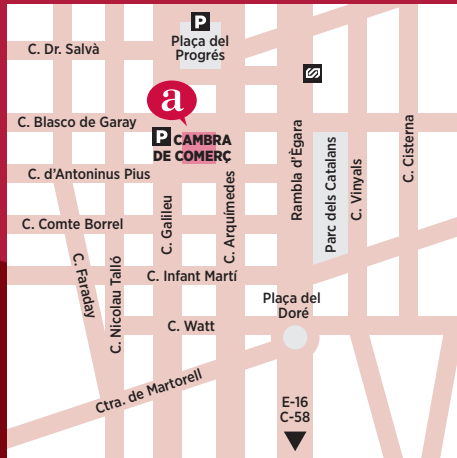 P
Plaça del
Progrés
C. Dr. Salvà
a
C. Blasco de Garay
P CAMBRA
DE COMERÇ
C. d'Antoninus Pius
C. Comte Borrel
C. Galileu
C. Arquímedes
Rambla d'Ègara
Parc dels Catalans
C. Vinyals
C. Cisterna
C. Faraday
C. Nicolau Talló
C. Infant Martí
Plaça del
Doré
C. Watt
Ctra. de Martorell
E-16
C-58